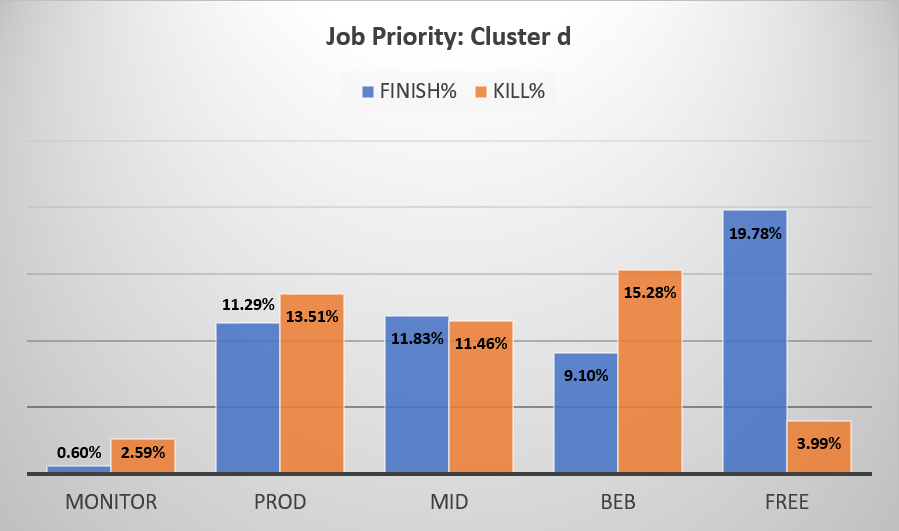 Job Priority: Cluster d
FINISH% KILL%
0.60% 2.59% 11.29% 13.51% 11.83% 11.46% 9.10% 15.28% 19.78% 3.99%
MONITOR PROD MID BEB FREE